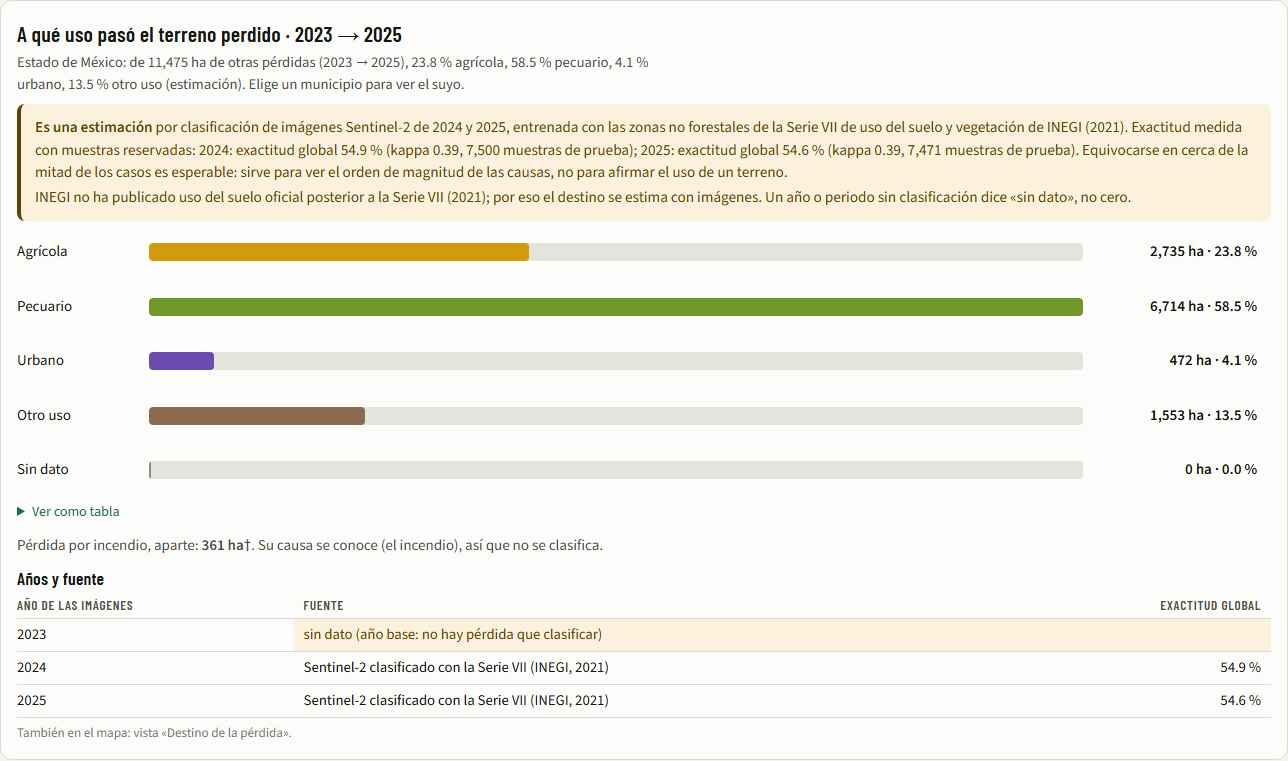 A qué uso pasó el terreno perdido · 2023 → 2025
Estado de México: de 11,475 ha de otras pérdidas (2023 → 2025), 23.8 % agrícola, 58.5 % pecuario, 4.1 %
urbano, 13.5 % otro uso (estimación). Elige un municipio para ver el suyo.
Es una estimación por clasificación de imágenes Sentinel-2 de 2024 y 2025, entrenada con las zonas no forestales de la Serie VII de uso del suelo y vegetación de INEGI (2021). Exactitud medida
con muestras reservadas: 2024: exactitud global 54.9 % (kappa 0.39, 7,500 muestras de prueba); 2025: exactitud global 54.6 % (kappa 0.39, 7,471 muestras de prueba). Equivocarse en cerca de la
mitad de los casos es esperable: sirve para ver el orden de magnitud de las causas, no para afirmar el uso de un terreno.
INEGI no ha publicado uso del suelo oficial posterior a la Serie VII (2021); por eso el destino se estima con imágenes. Un año o periodo sin clasificación dice «sin dato», no cero.
Agrícola 2,735 ha · 23.8 %
Pecuario 6,714 ha · 58.5 %
Urbano 472 ha · 4.1 %
Otro uso 1,553 ha · 13.5 %
Sin dato 0 ha · 0.0 %
▶ Ver como tabla
Pérdida por incendio, aparte: 361 ha†. Su causa se conoce (el incendio), así que no se clasifica.
Años y fuente
AÑO DE LAS IMÁGENES FUENTE EXACTITUD GLOBAL
2023 sin dato (año base: no hay pérdida que clasificar)
2024 Sentinel-2 clasificado con la Serie VII (INEGI, 2021) 54.9 %
2025 Sentinel-2 clasificado con la Serie VII (INEGI, 2021) 54.6 %
También en el mapa: vista «Destino de la pérdida».